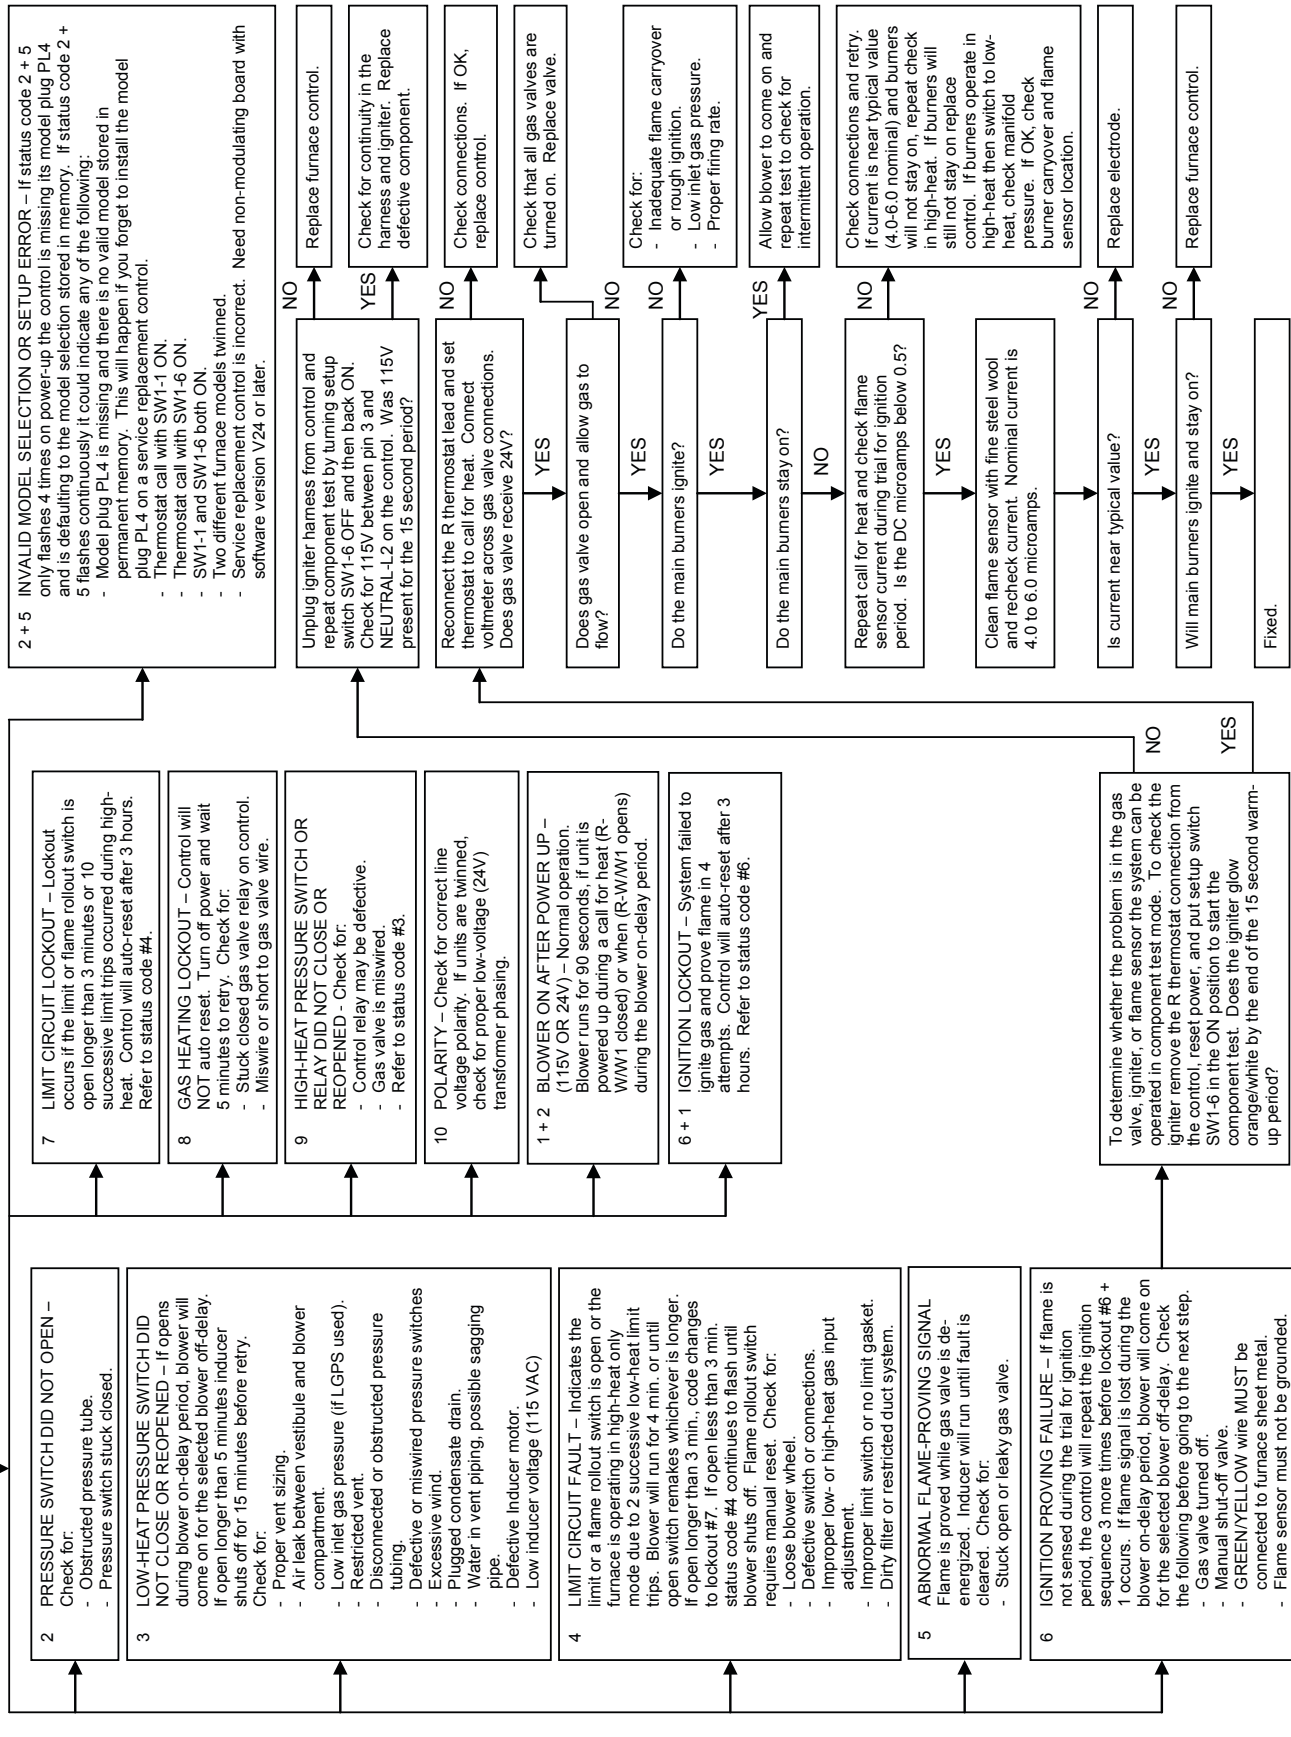 2 PRESSURE SWITCH DID NOT OPEN –
Check for:
- Obstructed pressure tube.
- Pressure switch stuck closed.
3 LOW-HEAT PRESSURE SWITCH DID
NOT CLOSE OR REOPENED – If opens
during blower on-delay period, blower will
come on for the selected blower off-delay.
If open longer than 5 minutes inducer
shuts off for 15 minutes before retry.
Check for:
- Proper vent sizing.
- Air leak between vestibule and blower
compartment.
- Low inlet gas pressure (if LGPS used).
- Restricted vent.
- Disconnected or obstructed pressure
tubing.
- Defective or miswired pressure switches
- Excessive wind.
- Plugged condensate drain.
- Water in vent piping, possible sagging
pipe.
- Defective Inducer motor.
- Low inducer voltage (115 VAC)
4 LIMIT CIRCUIT FAULT – Indicates the
limit or a flame rollout switch is open or the
furnace is operating in high-heat only
mode due to 2 successive low-heat limit
trips. Blower will run for 4 min. or until
open switch remakes whichever is longer.
If open longer than 3 min., code changes
to lockout #7. If open less than 3 min.
status code #4 continues to flash until
blower shuts off. Flame rollout switch
requires manual reset. Check for:
- Loose blower wheel.
- Defective switch or connections.
- Improper low- or high-heat gas input
adjustment.
- Improper limit switch or no limit gasket.
- Dirty filter or restricted duct system.
5 ABNORMAL FLAME-PROVING SIGNAL
Flame is proved while gas valve is de-
energized. Inducer will run until fault is
cleared. Check for:
- Stuck open or leaky gas valve.
6 IGNITION PROVING FAILURE – If flame is
not sensed during the trial for ignition
period, the control will repeat the ignition
sequence 3 more times before lockout #6 +
1 occurs. If flame signal is lost during the
blower on-delay period, blower will come on
for the selected blower off-delay. Check
the following before going to the next step.
- Gas valve turned off.
- Manual shut-off valve.
- GREEN/YELLOW wire MUST be
connected to furnace sheet metal.
- Flame sensor must not be grounded.
7 LIMIT CIRCUIT LOCKOUT – Lockout
occurs if the limit or flame rollout switch is
open longer than 3 minutes or 10
successive limit trips occurred during high-
heat. Control will auto-reset after 3 hours.
Refer to status code #4.
8 GAS HEATING LOCKOUT – Control will
NOT auto reset. Turn off power and wait
5 minutes to retry. Check for:
- Stuck closed gas valve relay on control.
- Miswire or short to gas valve wire.
9 HIGH-HEAT PRESSURE SWITCH OR
RELAY DID NOT CLOSE OR
REOPENED - Check for:
- Control relay may be defective.
- Gas valve is miswired.
- Refer to status code #3.
10 POLARITY – Check for correct line
voltage polarity. If units are twinned,
check for proper low-voltage (24V)
transformer phasing.
1 + 2 BLOWER ON AFTER POWER UP –
(115V OR 24V) – Normal operation.
Blower runs for 90 seconds, if unit is
powered up during a call for heat (R-
W/W1 closed) or when (R-W/W1 opens)
during the blower on-delay period.
6 + 1 IGNITION LOCKOUT – System failed to
ignite gas and prove flame in 4
attempts. Control will auto-reset after 3
hours. Refer to status code #6.
To determine whether the problem is in the gas
valve, igniter, or flame sensor the system can be
operated in component test mode. To check the
igniter remove the R thermostat connection from
the control, reset power, and put setup switch
SW1-6 in the ON position to start the
component test. Does the igniter glow
orange/white by the end of the 15 second warm-
up period?
NO
YES
2 + 5 INVALID MODEL SELECTION OR SETUP ERROR – If status code 2 + 5
only flashes 4 times on power-up the control is missing its model plug PL4
and is defaulting to the model selection stored in memory. If status code 2 +
5 flashes continuously it could indicate any of the following:
- Model plug PL4 is missing and there is no valid model stored in
permanent memory. This will happen if you forget to install the model
plug PL4 on a service replacement control.
- Thermostat call with SW1-1 ON.
- Thermostat call with SW1-6 ON.
- SW1-1 and SW1-6 both ON.
- Two different furnace models twinned.
- Service replacement control is incorrect. Need non-modulating board with
software version V24 or later.
Unplug igniter harness from control and
repeat component test by turning setup
switch SW1-6 OFF and then back ON.
Check for 115V between pin 3 and
NEUTRAL-L2 on the control. Was 115V
present for the 15 second period?
NO
Replace furnace control.
YES
Check for continuity in the
harness and igniter. Replace
defective component.
Reconnect the R thermostat lead and set
thermostat to call for heat. Connect
voltmeter across gas valve connections.
Does gas valve receive 24V?
NO
Check connections. If OK,
replace control.
YES
Does gas valve open and allow gas to
flow?
NO
Check that all gas valves are
turned on. Replace valve.
YES
Do the main burners ignite?
NO
Check for:
- Inadequate flame carryover
or rough ignition.
- Low inlet gas pressure.
- Proper firing rate.
YES
Do the main burners stay on?
YES
Allow blower to come on and
repeat test to check for
intermittent operation.
NO
Repeat call for heat and check flame
sensor current during trial for ignition
period. Is the DC microamps below 0.5?
NO
Check connections and retry.
If current is near typical value
(4.0-6.0 nominal) and burners
will not stay on, repeat check
in high-heat. If burners will
still not stay on replace
control. If burners operate in
high-heat then switch to low-
heat, check manifold
pressure. If OK, check
burner carryover and flame
sensor location.
YES
Clean flame sensor with fine steel wool
and recheck current. Nominal current is
4.0 to 6.0 microamps.
Is current near typical value?
NO
Replace electrode.
YES
Will main burners ignite and stay on?
NO
Replace furnace control.
YES
Fixed.